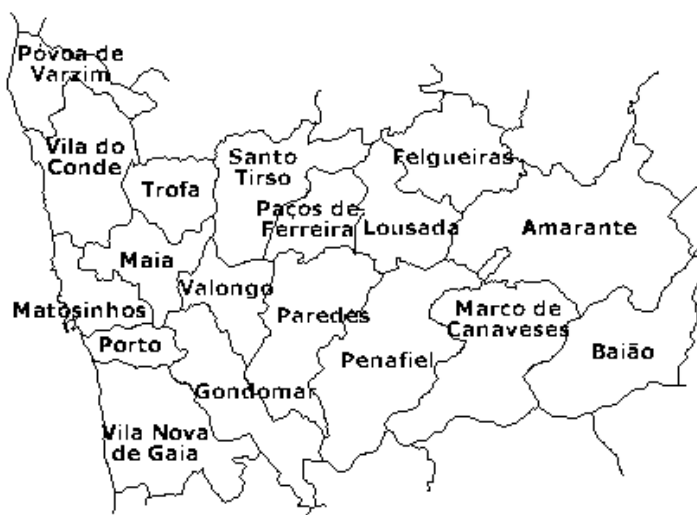 Póvoa de
Varzim
Vila do
Conde
Trofa
Santo
Tirso
Felgueiras
Paços de
Ferreira
Lousada
Amarante
Maia
Valongo
Matosinhos
Paredes
Marco de
Canaveses
Porto
Penafiel
Baião
Gondomar
Vila Nova
de Gaia